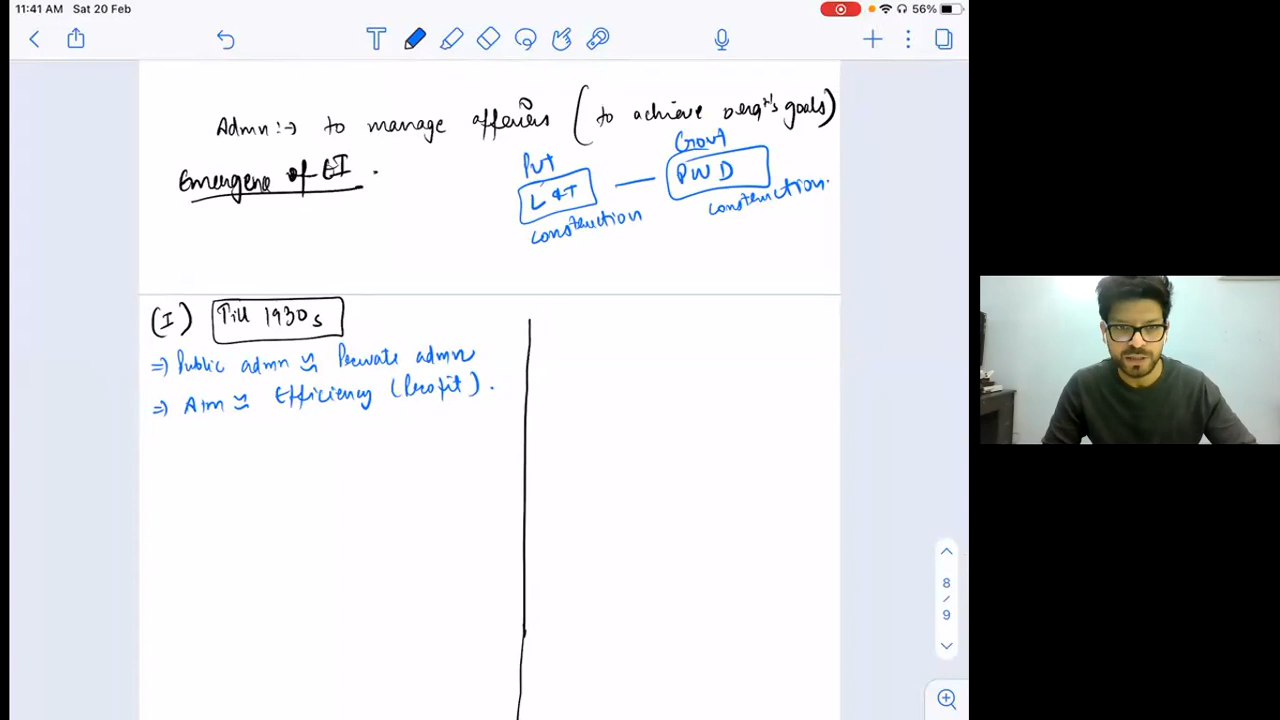 11:41 AM Sat 20 Feb
56%
Admn :→ to manage affairs (to achieve orgn's goals)
Emergence of EI .
Pvt
L&T
construction
Govt
PWD
construction.
(I) Till 1930s
⇒ Public admn ≃ Private admn
⇒ Aim ≃ Efficiency (Profit) .
8
/
9